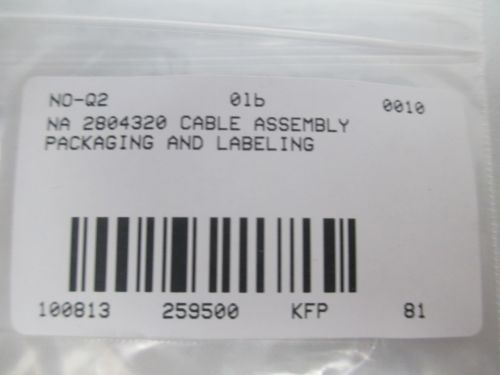 NO-Q2 01b 0010
NA 2804320 CABLE ASSEMBLY
PACKAGING AND LABELING
100813 259500 KFP 81